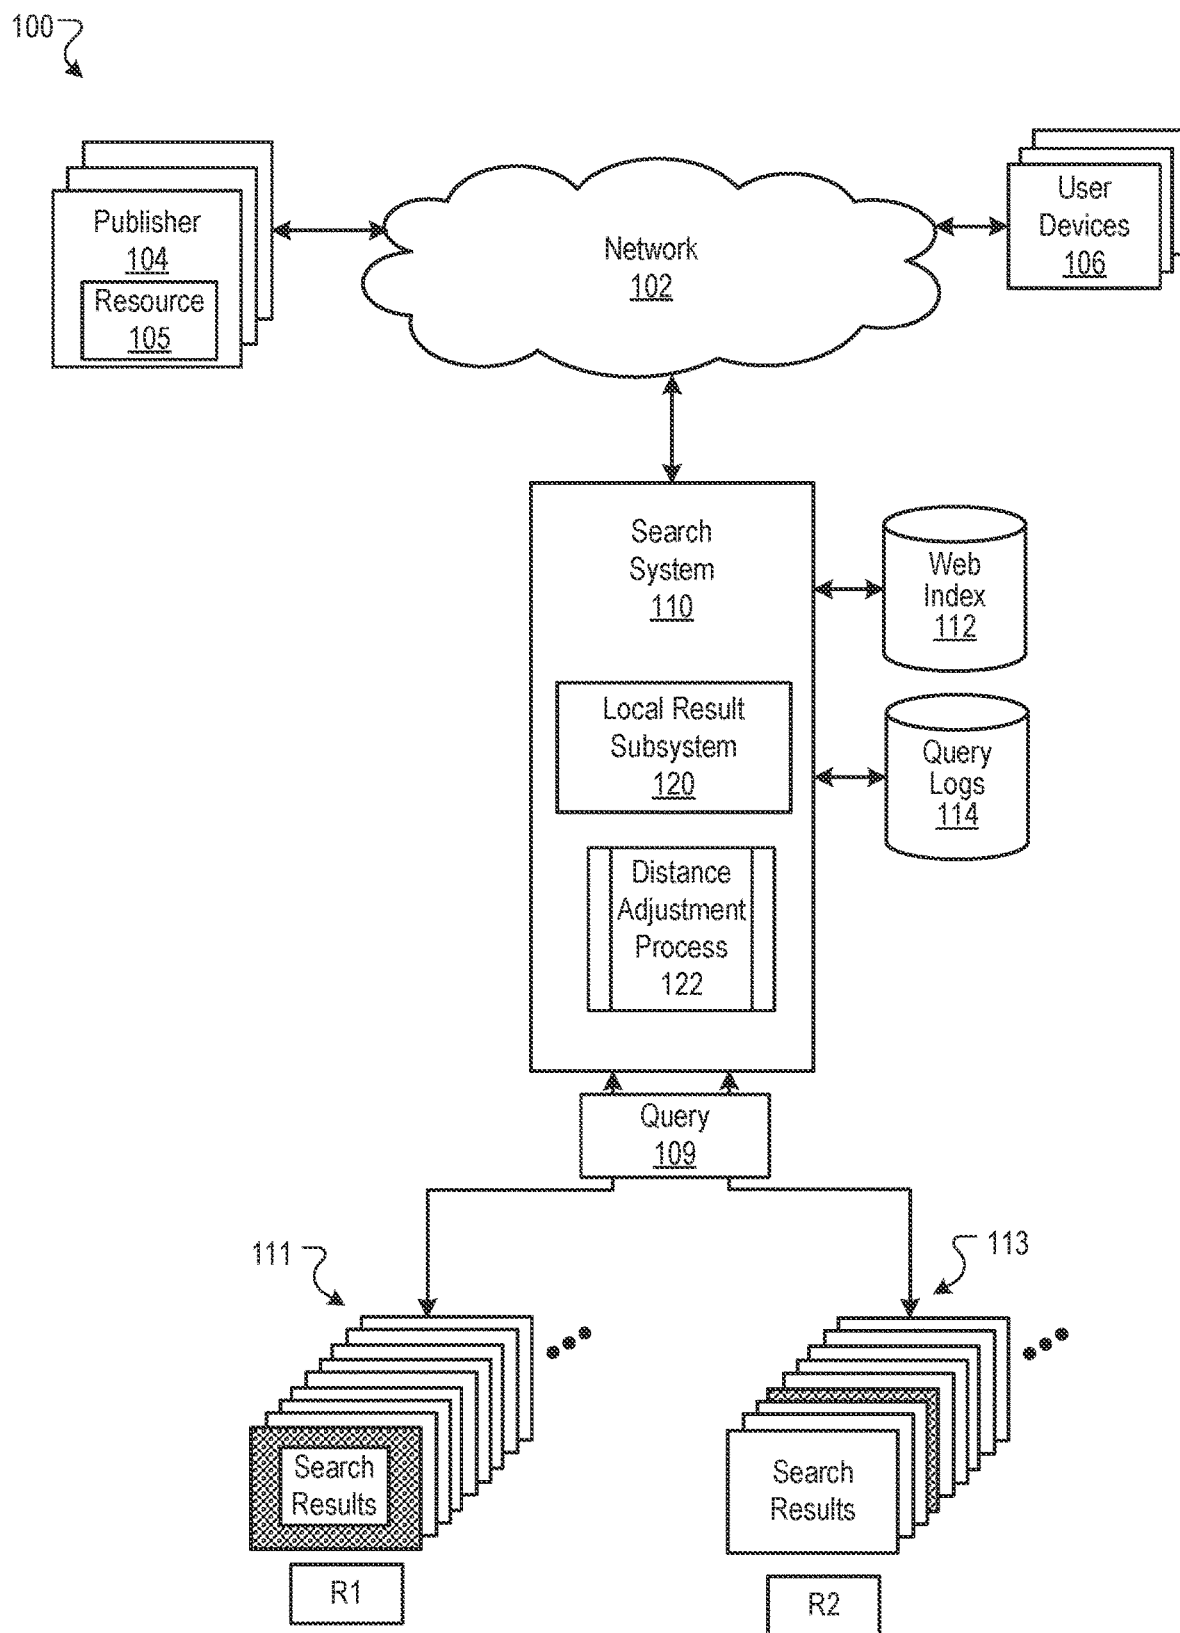 100
Publisher
104
Resource
105
Network
102
User
Devices
106
Search
System
110
Web
Index
112
Local Result
Subsystem
120
Query
Logs
114
Distance
Adjustment
Process
122
Query
109
111
113
Search
Results
Search
Results
R1
R2